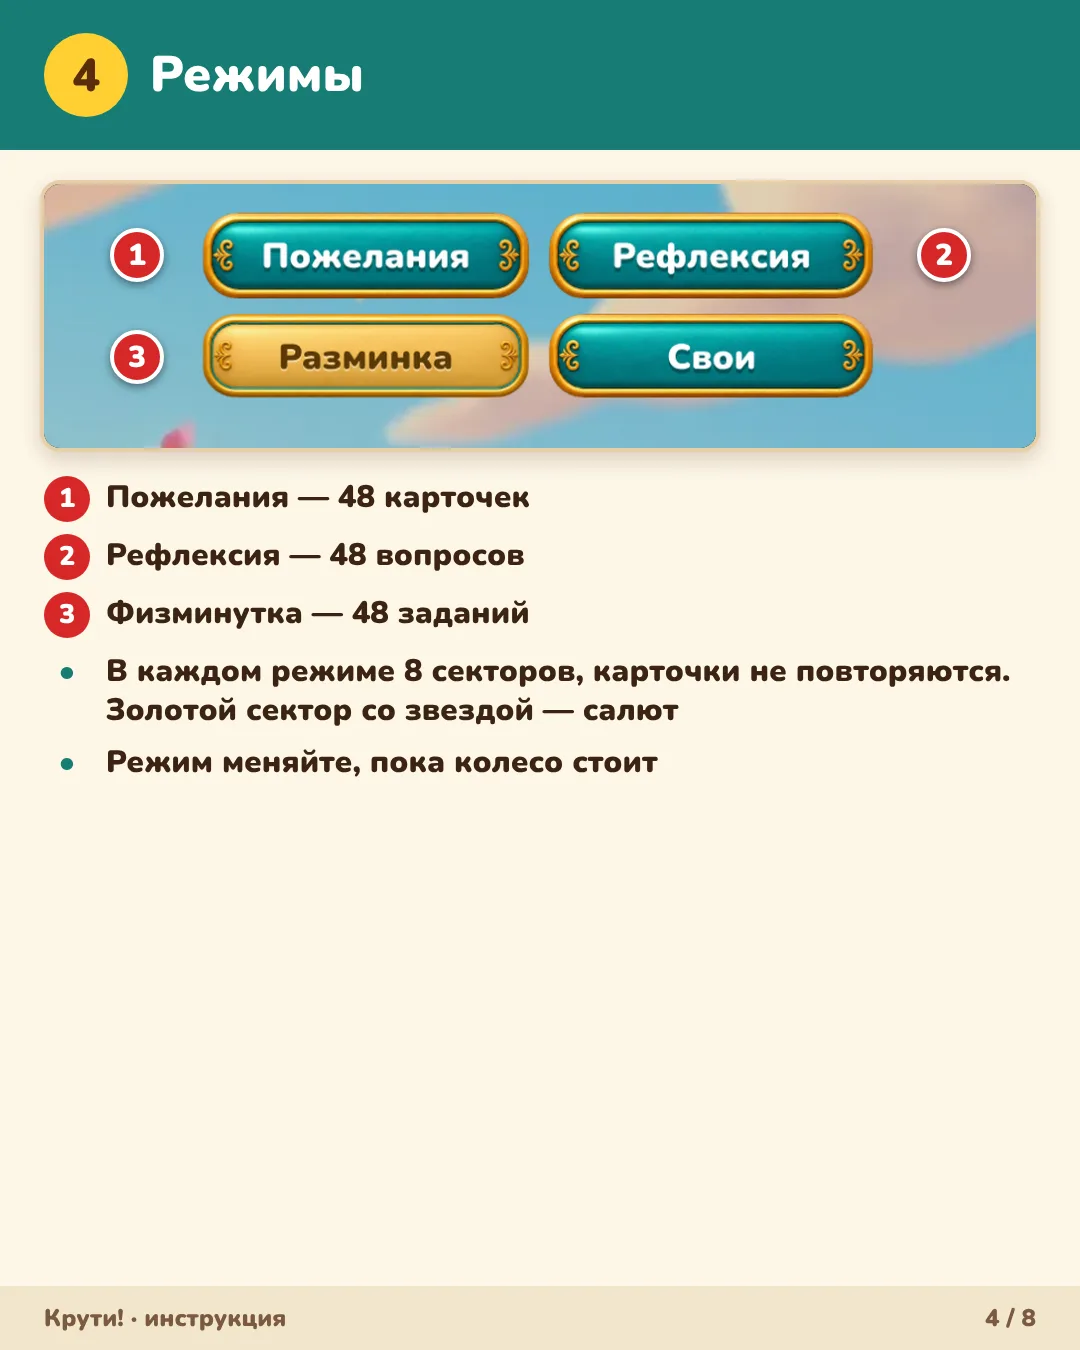 4 Режимы
1 Пожелания Рефлексия 2
3 Разминка Свои
1 Пожелания — 48 карточек
2 Рефлексия — 48 вопросов
3 Физминутка — 48 заданий
• В каждом режиме 8 секторов, карточки не повторяются.
Золотой сектор со звездой — салют
• Режим меняйте, пока колесо стоит
Крути! · инструкция 4 / 8